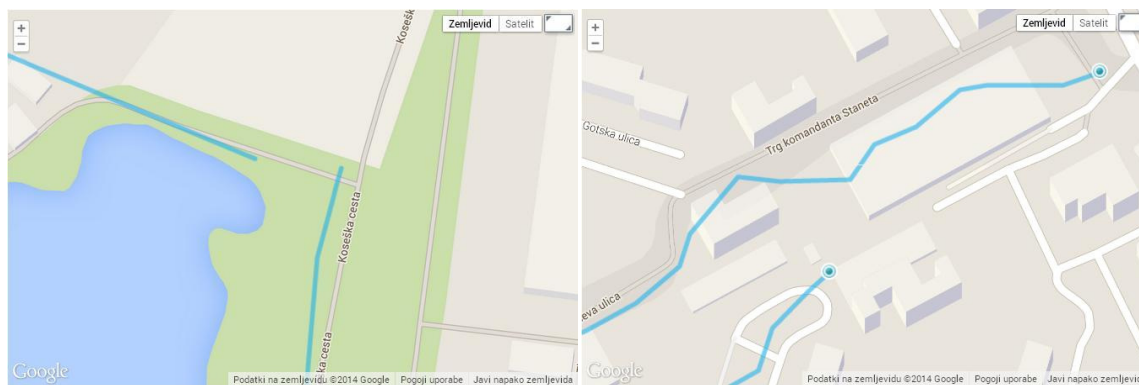 +
−
Zemljevid Satelit
Koseška
Koseška cesta
ška cesta
Google
Podatki na zemljevidu ©2014 Google Pogoji uporabe Javi napako zemljevida
+
−
Zemljevid Satelit
Gotska ulica
Trg komandanta Staneta
eva ulica
Google
Podatki na zemljevidu ©2014 Google Pogoji uporabe Javi napako zemljevida